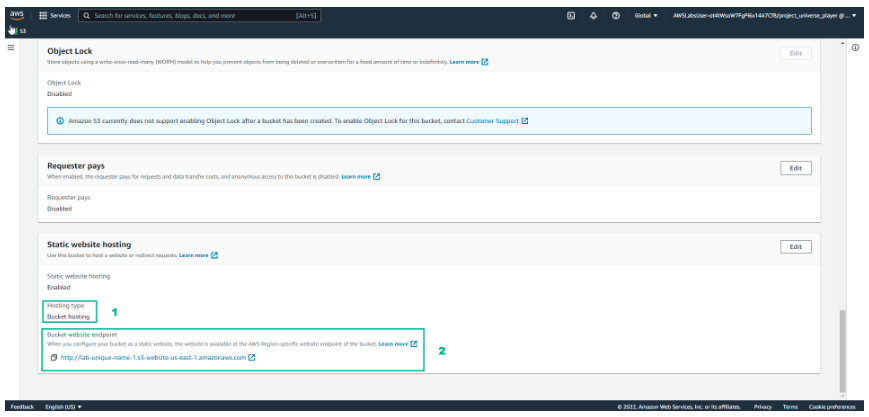 aws Services Search for services, features, blogs, docs, and more [Alt+S] Global ▼
S3
Object Lock Edit
Store objects using a write-once-read-many (WORM) model to help you prevent objects from being deleted or overwritten for a fixed amount of time or indefinitely. Learn more
Object Lock
Disabled
Amazon S3 currently does not support enabling Object Lock after a bucket has been created. To enable Object Lock for this bucket, contact Customer Support
Requester pays Edit
When enabled, the requester pays for requests and data transfer costs, and anonymous access to this bucket is disabled. Learn more
Requester pays
Disabled
Static website hosting Edit
Use this bucket to host a website or redirect requests. Learn more
Static website hosting
Enabled
Hosting type
Bucket hosting
1
Bucket website endpoint
When you configure your bucket as a static website, the website is available at the AWS Region-specific website endpoint of the bucket. Learn more
2
http://lab-unique-name-1.s3-website-us-east-1.amazonaws.com
Feedback English (US) ▼ © 2022, Amazon Web Services, Inc. or its affiliates. Privacy Terms Cookie preferences